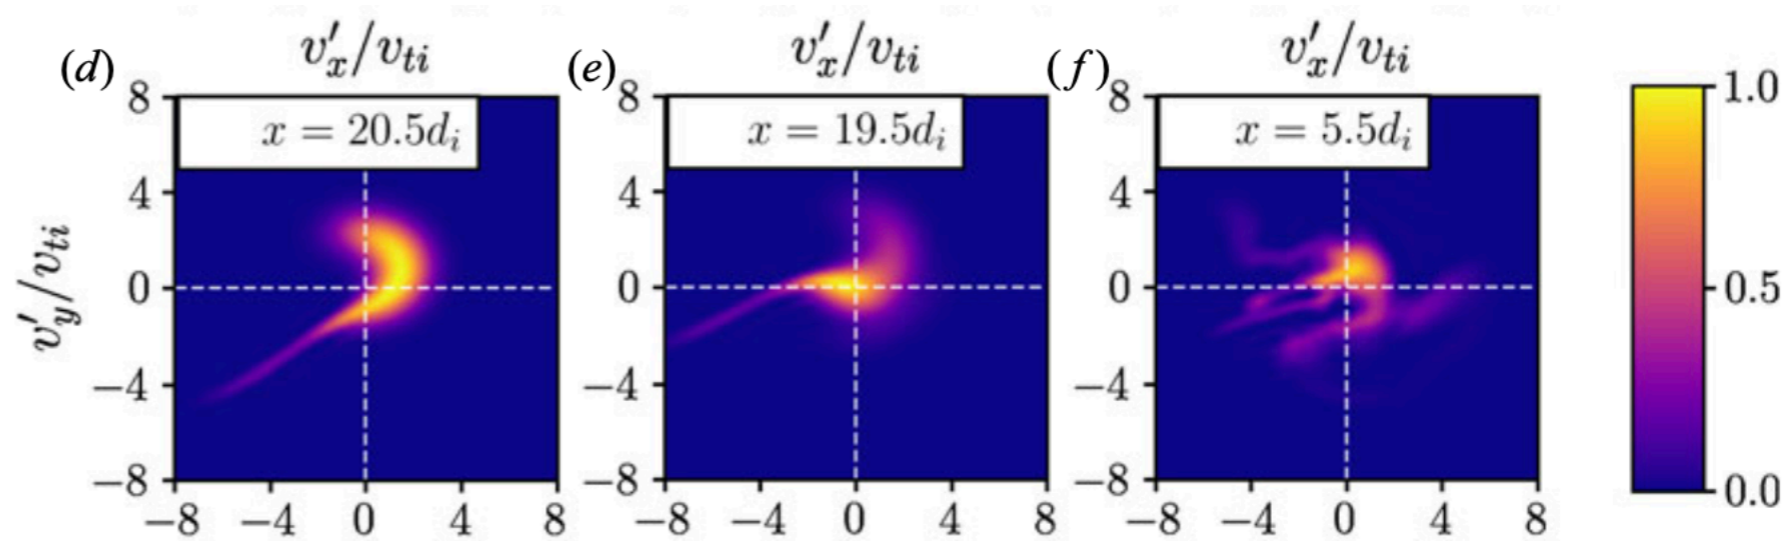 (d) v′ₓ/vₜᵢ (e) v′ₓ/vₜᵢ (f) v′ₓ/vₜᵢ
8 x = 20.5dᵢ 8 x = 19.5dᵢ 8 x = 5.5dᵢ 1.0
4 4 4
v′ᵧ/vₜᵢ 0 0 0 0.5
−4 −4 −4
−8 −8 −8 0.0
−8 −4 0 4 8 −8 −4 0 4 8 −8 −4 0 4 8